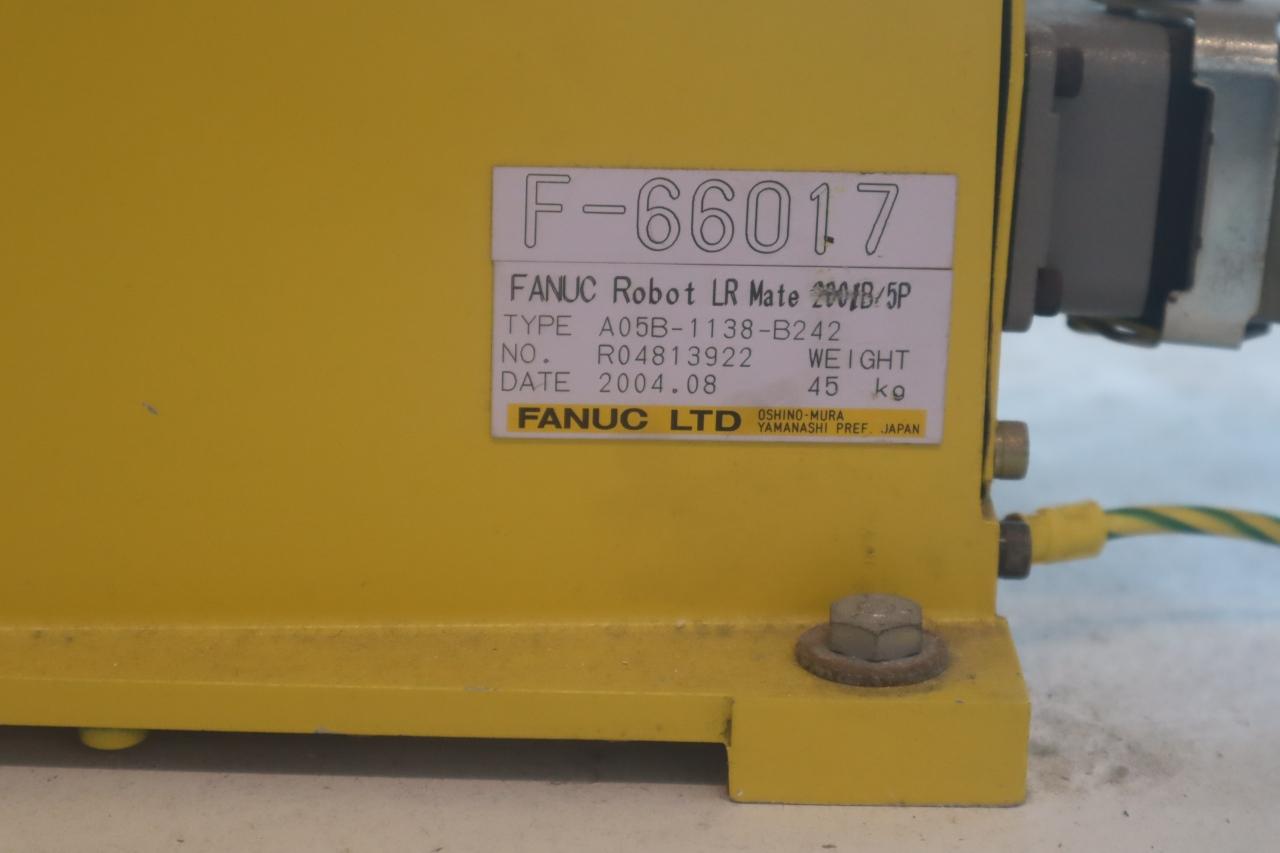 F-66017
FANUC Robot LR Mate 200iB/5P
TYPE A05B-1138-B242
NO. R04813922 WEIGHT
DATE 2004.08 45 kg
FANUC LTD OSHINO-MURA
YAMANASHI PREF. JAPAN